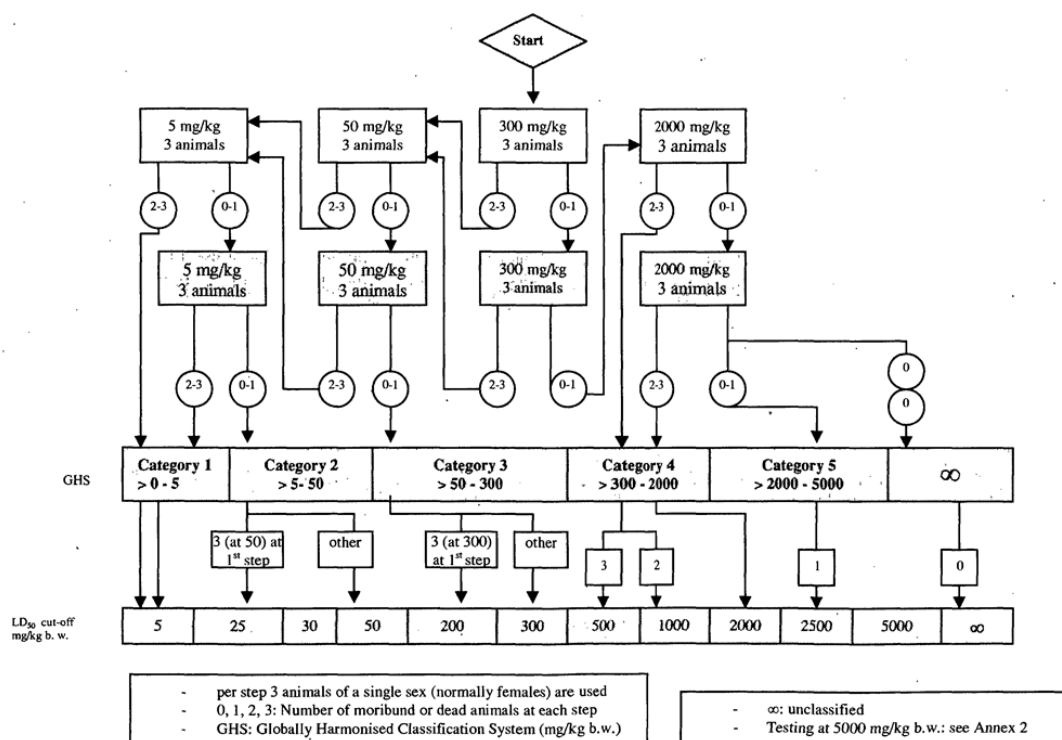 Start
5 mg/kg
3 animals
50 mg/kg
3 animals
300 mg/kg
3 animals
2000 mg/kg
3 animals
2-3
0-1
2-3
0-1
2-3
0-1
2-3
0-1
5 mg/kg
3 animals
50 mg/kg
3 animals
300 mg/kg
3 animals
2000 mg/kg
3 animals
2-3
0-1
2-3
0-1
2-3
0-1
2-3
0-1
0
0
GHS
Category 1
> 0 - 5
Category 2
> 5- 50
Category 3
> 50 - 300
Category 4
> 300 - 2000
Category 5
> 2000 - 5000
∞
3 (at 50) at
1st step
other
3 (at 300)
at 1st step
other
3
2
1
0
LD50 cut-off
mg/kg b. w.
5
25
30
50
200
300
500
1000
2000
2500
5000
∞
- per step 3 animals of a single sex (normally females) are used
- 0, 1, 2, 3: Number of moribund or dead animals at each step
- GHS: Globally Harmonised Classification System (mg/kg b.w.)
- ∞: unclassified
- Testing at 5000 mg/kg b.w.: see Annex 2